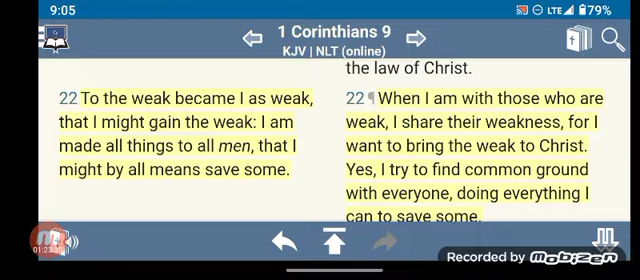 9:05
LTE 79%
1 Corinthians 9
KJV | NLT (online)
the law of Christ.
22 To the weak became I as weak,
that I might gain the weak: I am
made all things to all men, that I
might by all means save some.
22 ¶ When I am with those who are
weak, I share their weakness, for I
want to bring the weak to Christ.
Yes, I try to find common ground
with everyone, doing everything I
can to save some.
Recorded by Mobizen